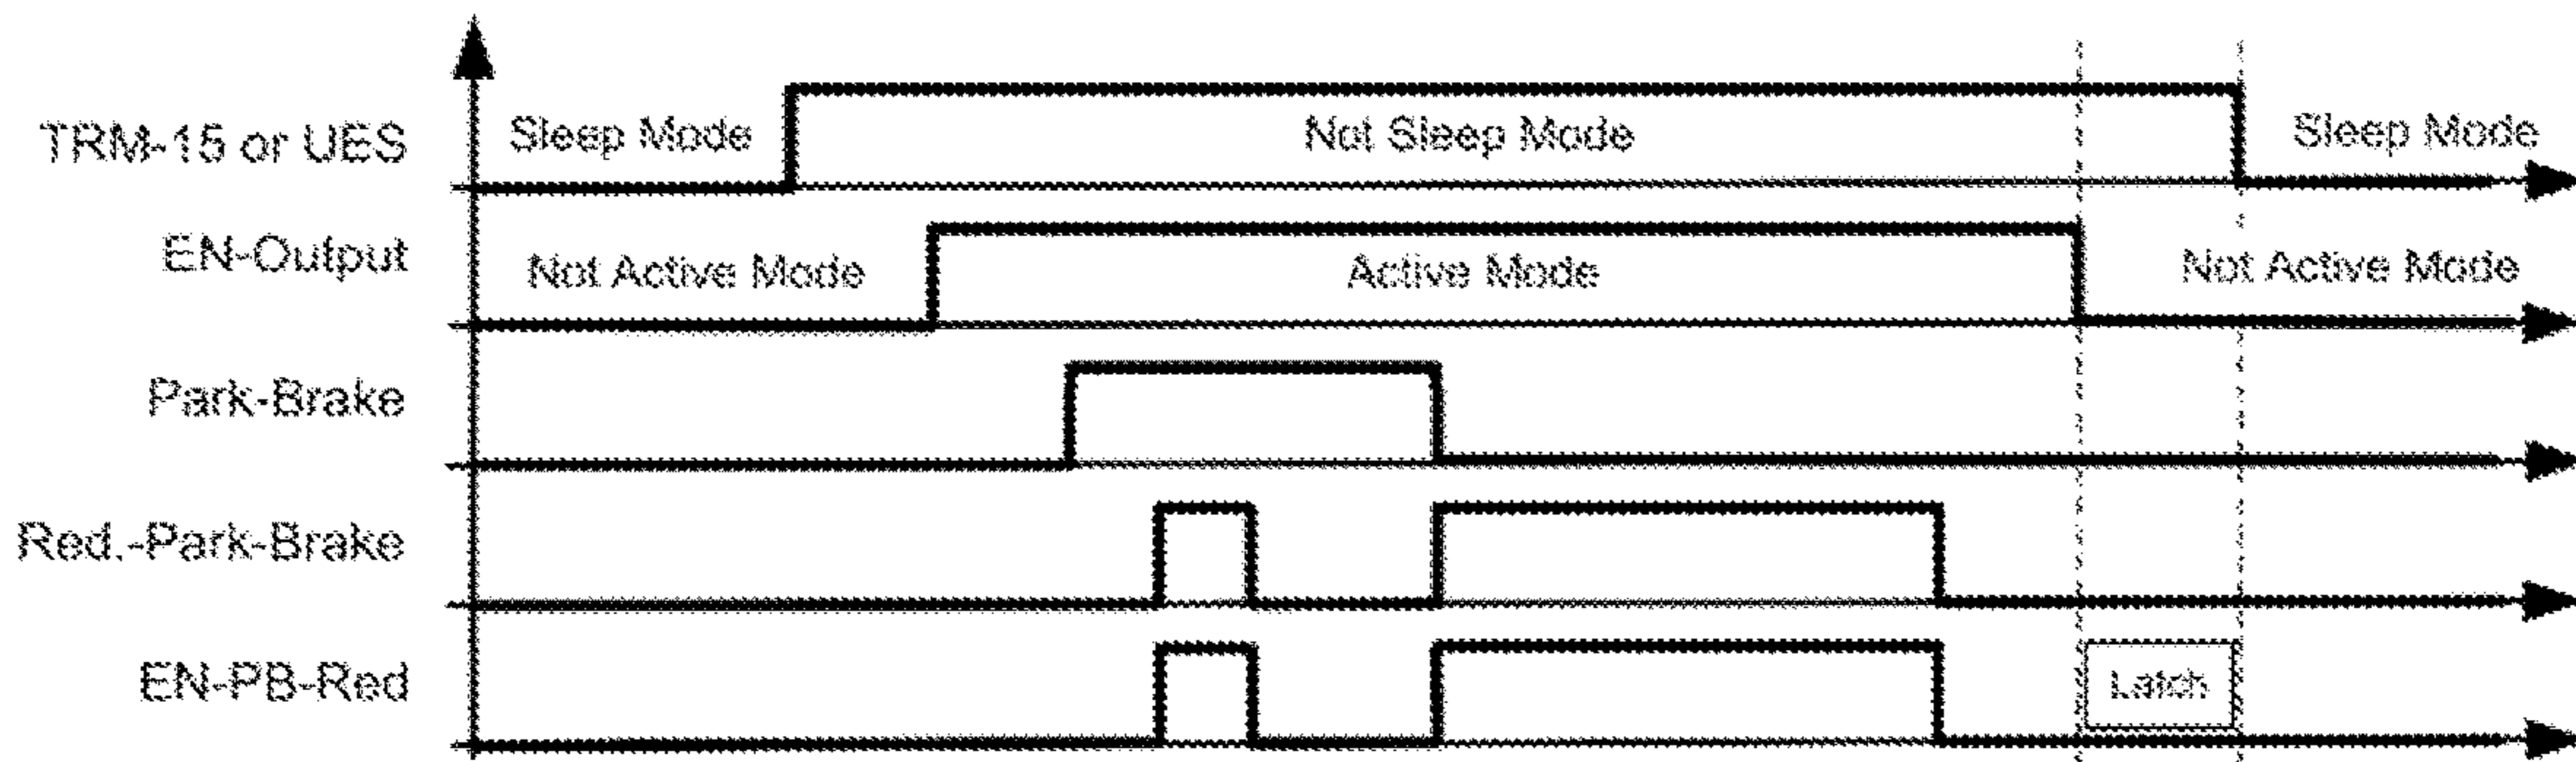 TRM-15 or UES
Sleep Mode
Not Sleep Mode
Sleep Mode
EN-Output
Not Active Mode
Active Mode
Not Active Mode
Park-Brake
Red.-Park-Brake
EN-PB-Red
Latch